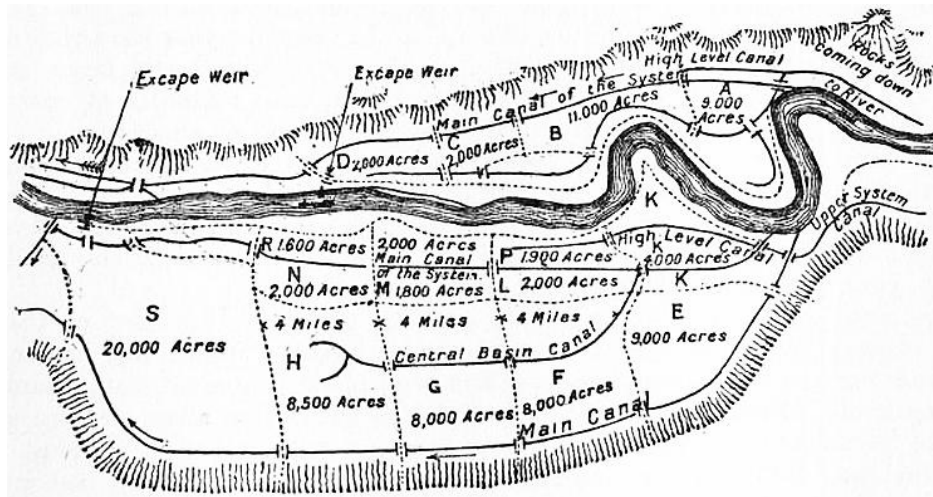 Rocks
coming down
to River
High Level Canal
Main Canal of the System
Excape Weir
Excape Weir
A
9.000
Acres
B
11.000 Acres
C
2,000 Acres
D 2,000 Acres
K
Upper System
Canal
High Level Canal
R 1.600 Acres
2,000 Acres
Main Canal
of the System
P
1.900 Acres
K
4,000 Acres
N
2,000 Acres
M 1,800 Acres
L 2,000
K
S
20,000 Acres
4 Miles
4 Miles
4 Miles
E
9,000 Acres
Central Basin Canal
H
8,500 Acres
G
8,000 Acres
F
8,000 Acres
Main Canal